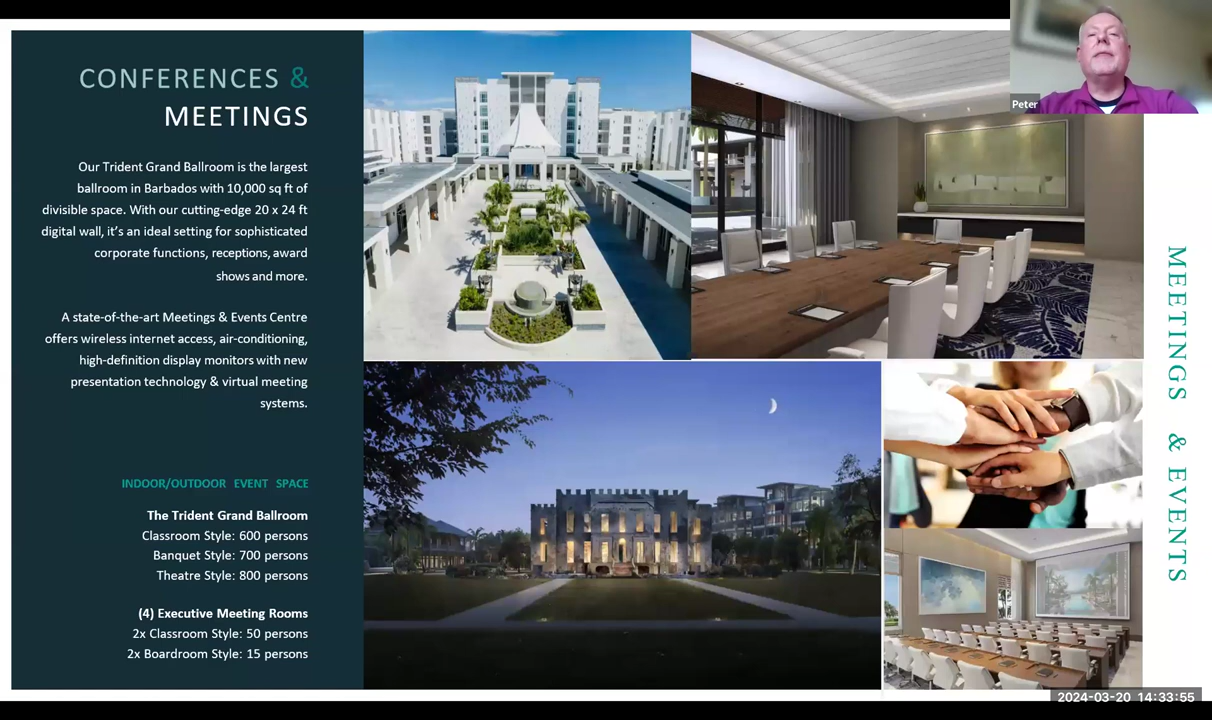 CONFERENCES &
MEETINGS
Our Trident Grand Ballroom is the largest
ballroom in Barbados with 10,000 sq ft of
divisible space. With our cutting-edge 20 x 24 ft
digital wall, it's an ideal setting for sophisticated
corporate functions, receptions, award
shows and more.
A state-of-the-art Meetings & Events Centre
offers wireless internet access, air-conditioning,
high-definition display monitors with new
presentation technology & virtual meeting
systems.
INDOOR/OUTDOOR EVENT SPACE
The Trident Grand Ballroom
Classroom Style: 600 persons
Banquet Style: 700 persons
Theatre Style: 800 persons
(4) Executive Meeting Rooms
2x Classroom Style: 50 persons
2x Boardroom Style: 15 persons
Peter
MEETINGS & EVENTS
2024-03-20 14:33:55